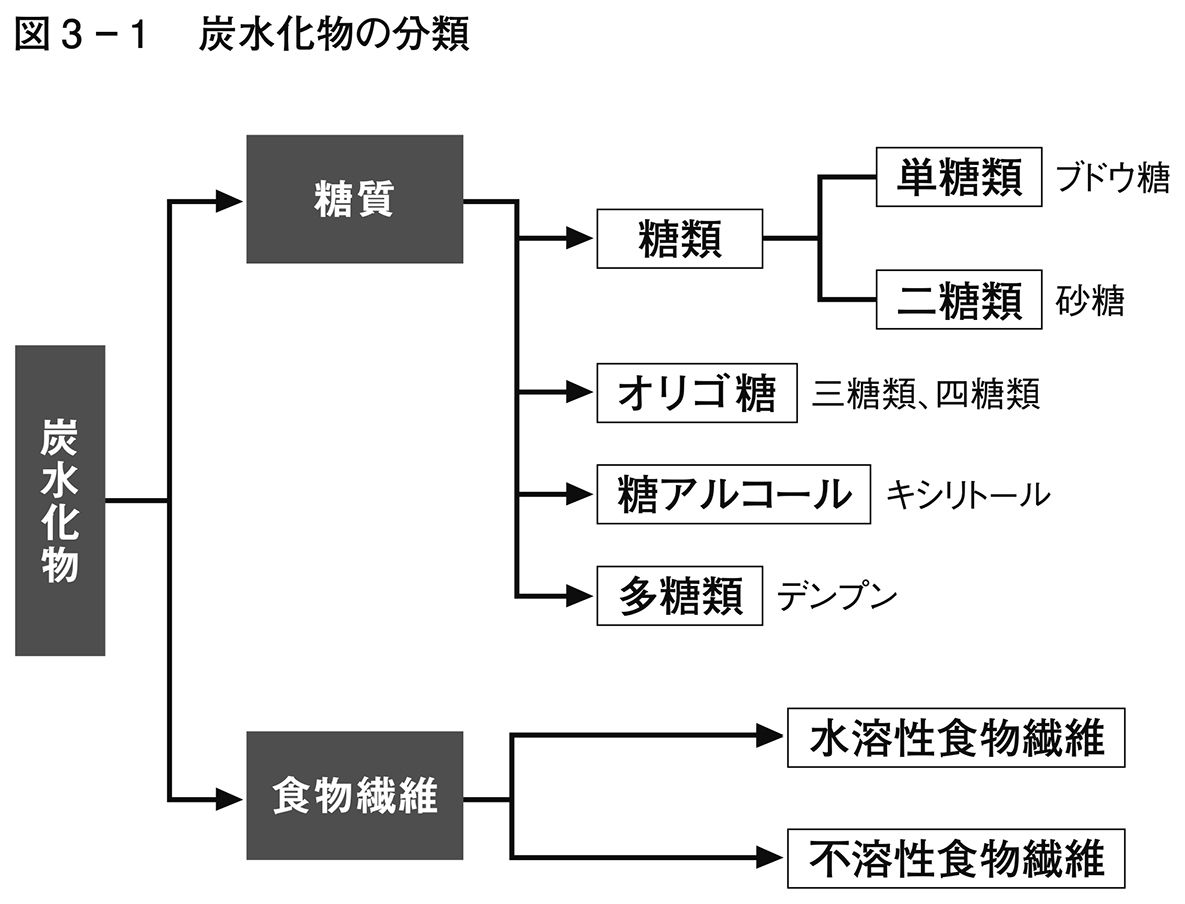 図3-1 炭水化物の分類
炭水化物
糖質
糖類
単糖類 ブドウ糖
二糖類 砂糖
オリゴ糖 三糖類、四糖類
糖アルコール キシリトール
多糖類 デンプン
食物繊維
水溶性食物繊維
不溶性食物繊維